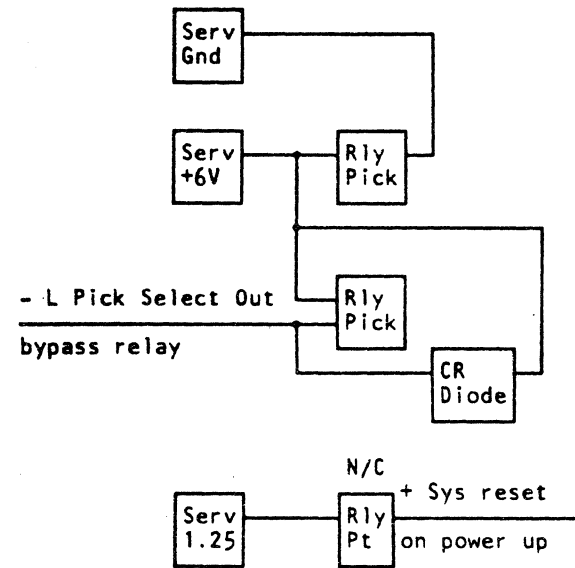 Serv
Gnd
Serv
+6V
Rly
Pick
- L Pick Select Out
bypass relay
Rly
Pick
CR
Diode
N/C
Serv
1.25
Rly
Pt
+ Sys reset
on power up